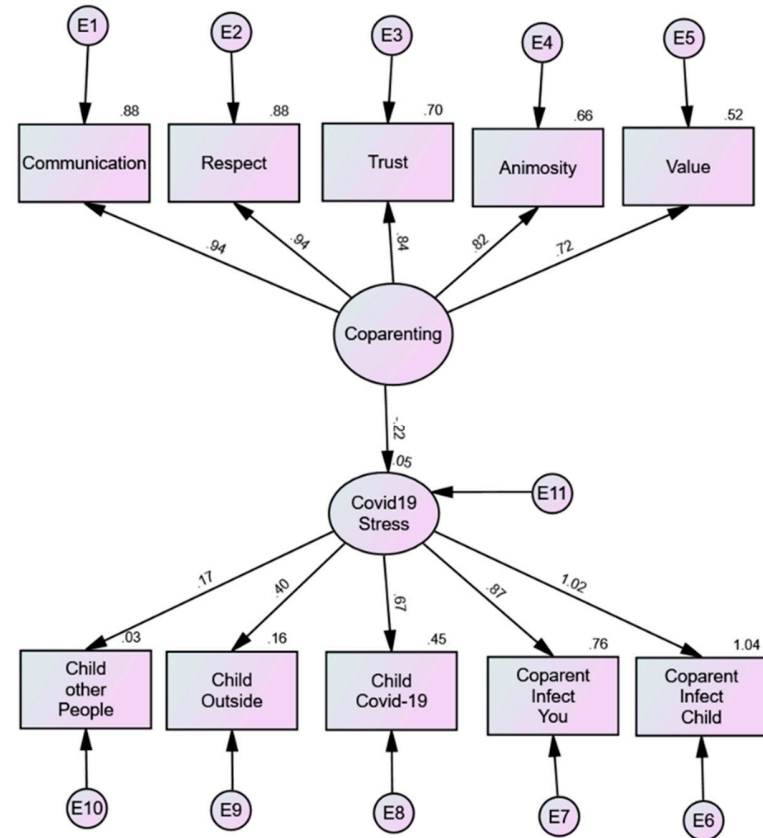 E1
E2
E3
E4
E5
.88
.88
.70
.66
.52
Communication
Respect
Trust
Animosity
Value
.94
.94
.84
.82
.72
Coparenting
-.22
.05
Covid19
Stress
E11
.17
.40
.67
.87
1.02
.03
.16
.45
.76
1.04
Child
other
People
Child
Outside
Child
Covid-19
Coparent
Infect
You
Coparent
Infect
Child
E10
E9
E8
E7
E6